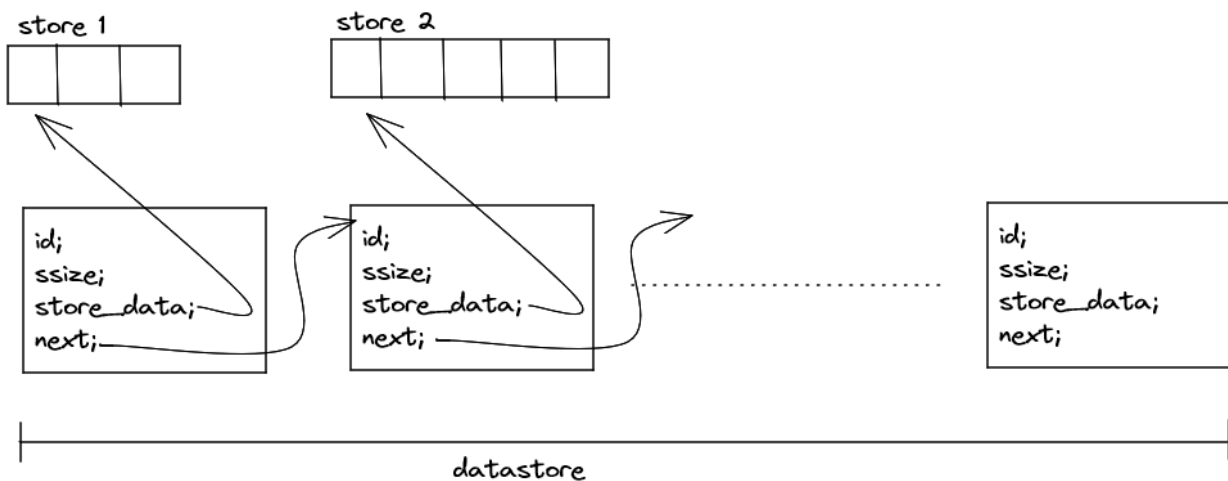 store 1
store 2
id;
ssize;
store_data;
next;
id;
ssize;
store_data;
next;
id;
ssize;
store_data;
next;
datastore